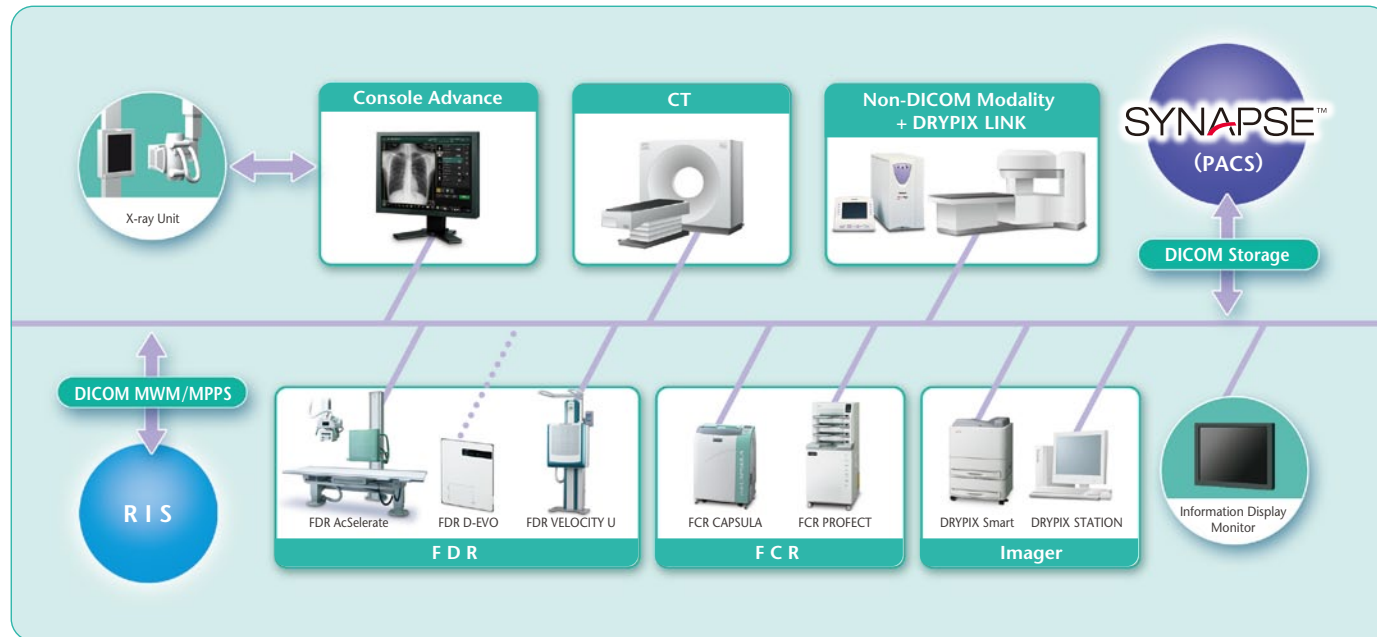 Console Advance
CT
Non-DICOM Modality
+ DRYPIX LINK
SYNAPSE™
(PACS)
X-ray Unit
DICOM Storage
DICOM MWM/MPPS
RIS
FDR AcSelerate
FDR D-EVO
FDR VELOCITY U
FDR
FCR CAPSULA
FCR PROFECT
FCR
DRYPIX Smart
DRYPIX STATION
Imager
Information Display
Monitor